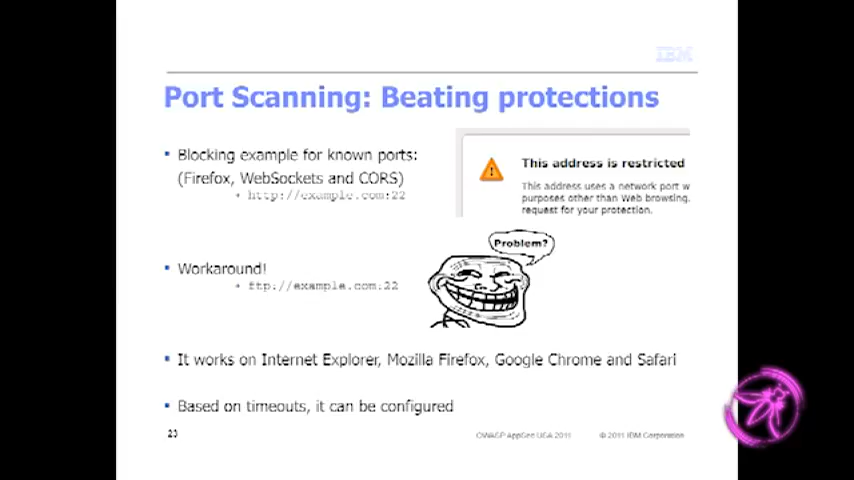 IBM
Port Scanning: Beating protections
Blocking example for known ports:
(Firefox, WebSockets and CORS)
http://example.com:22
This address is restricted
This address uses a network port w
purposes other than Web browsing.
request for your protection.
Problem?
Workaround!
ftp://example.com:22
It works on Internet Explorer, Mozilla Firefox, Google Chrome and Safari
Based on timeouts, it can be configured
23
OWASP AppSec USA 2011
© 2011 IBM Corporation